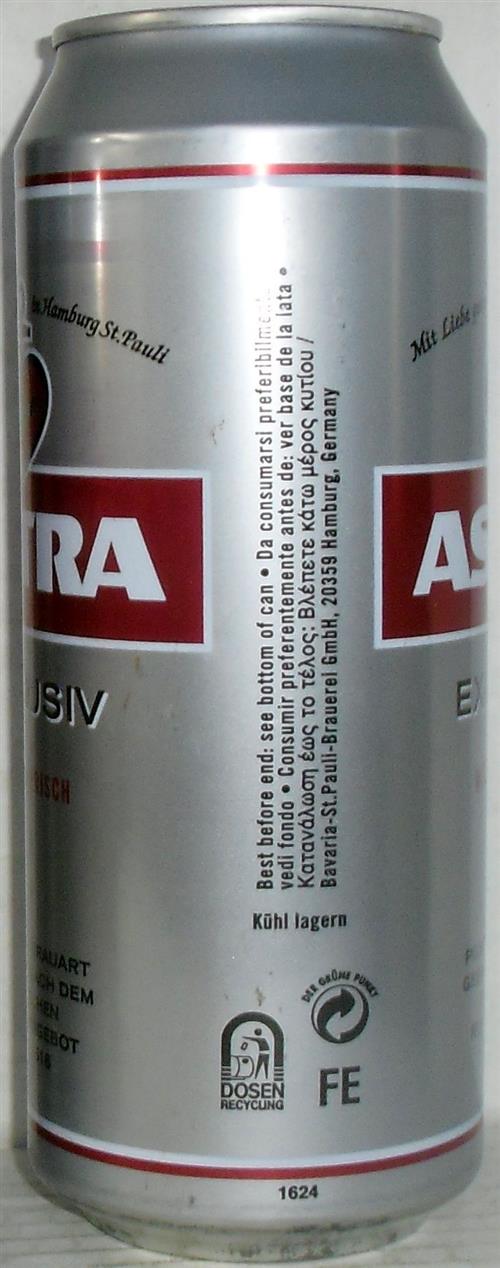 in Hamburg St. Pauli
Mit Liebe
TRA
AS
USIV
EX
RISCH
Best before end: see bottom of can • Da consumarsi preferibilmente
vedi fondo • Consumir preferentemente antes de: ver base de la lata •
Κατανάλωση έως το τέλος: Βλέπετε κάτω μέρος κυτίου /
Bavaria-St.Pauli-Brauerei GmbH, 20359 Hamburg, Germany
Kühl lagern
RAUART
CH DEM
HEN
GEBOT
516
DER GRÜNE PUNKT
DOSEN
RECYCLING
FE
1624